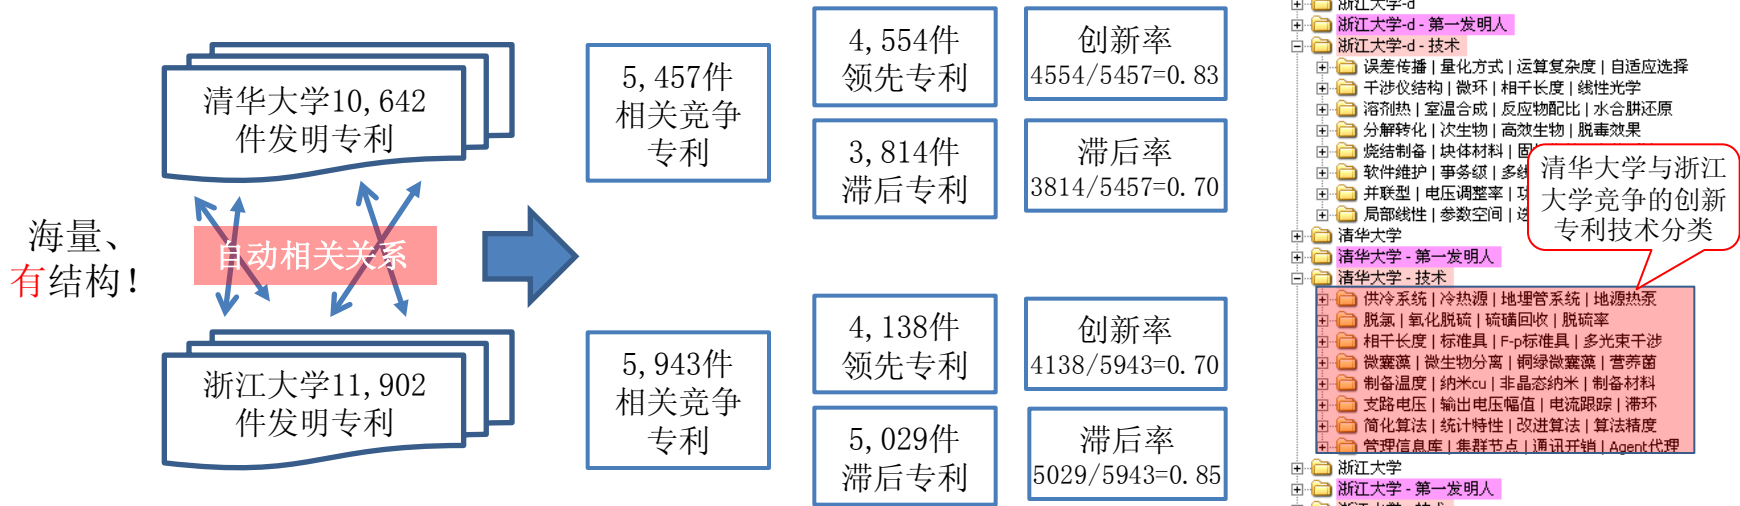 海量、
有结构！
清华大学10,642
件发明专利
自动相关关系
浙江大学11,902
件发明专利
5,457件
相关竞争
专利
4,554件
领先专利
创新率
4554/5457=0.83
3,814件
滞后专利
滞后率
3814/5457=0.70
5,943件
相关竞争
专利
4,138件
领先专利
创新率
4138/5943=0.70
5,029件
滞后专利
滞后率
5029/5943=0.85
浙江大学-d
浙江大学-d - 第一发明人
浙江大学-d - 技术
误差传播 | 量化方式 | 运算复杂度 | 自适应选择
干涉仪结构 | 微环 | 相干长度 | 线性光学
溶剂热 | 室温合成 | 反应物配比 | 水合肼还原
分解转化 | 次生物 | 高效生物 | 脱毒效果
烧结制备 | 块体材料 |
软件维护 | 事务级 | 多线
并联型 | 电压调整率 |
局部线性 | 参数空间 |
清华大学与浙江
大学竞争的创新
专利技术分类
清华大学
清华大学 - 第一发明人
清华大学 - 技术
供冷系统 | 冷热源 | 地埋管系统 | 地源热泵
脱氯 | 氧化脱硫 | 硫磺回收 | 脱硫率
相干长度 | 标准具 | F-p标准具 | 多光束干涉
微囊藻 | 微生物分离 | 铜绿微囊藻 | 营养菌
制备温度 | 纳米cu | 非晶态纳米 | 制备材料
支路电压 | 输出电压幅值 | 电流跟踪 | 滞环
简化算法 | 统计特性 | 改进算法 | 算法精度
管理信息库 | 集群节点 | 通讯开销 | Agent代理
浙江大学
浙江大学 - 第一发明人